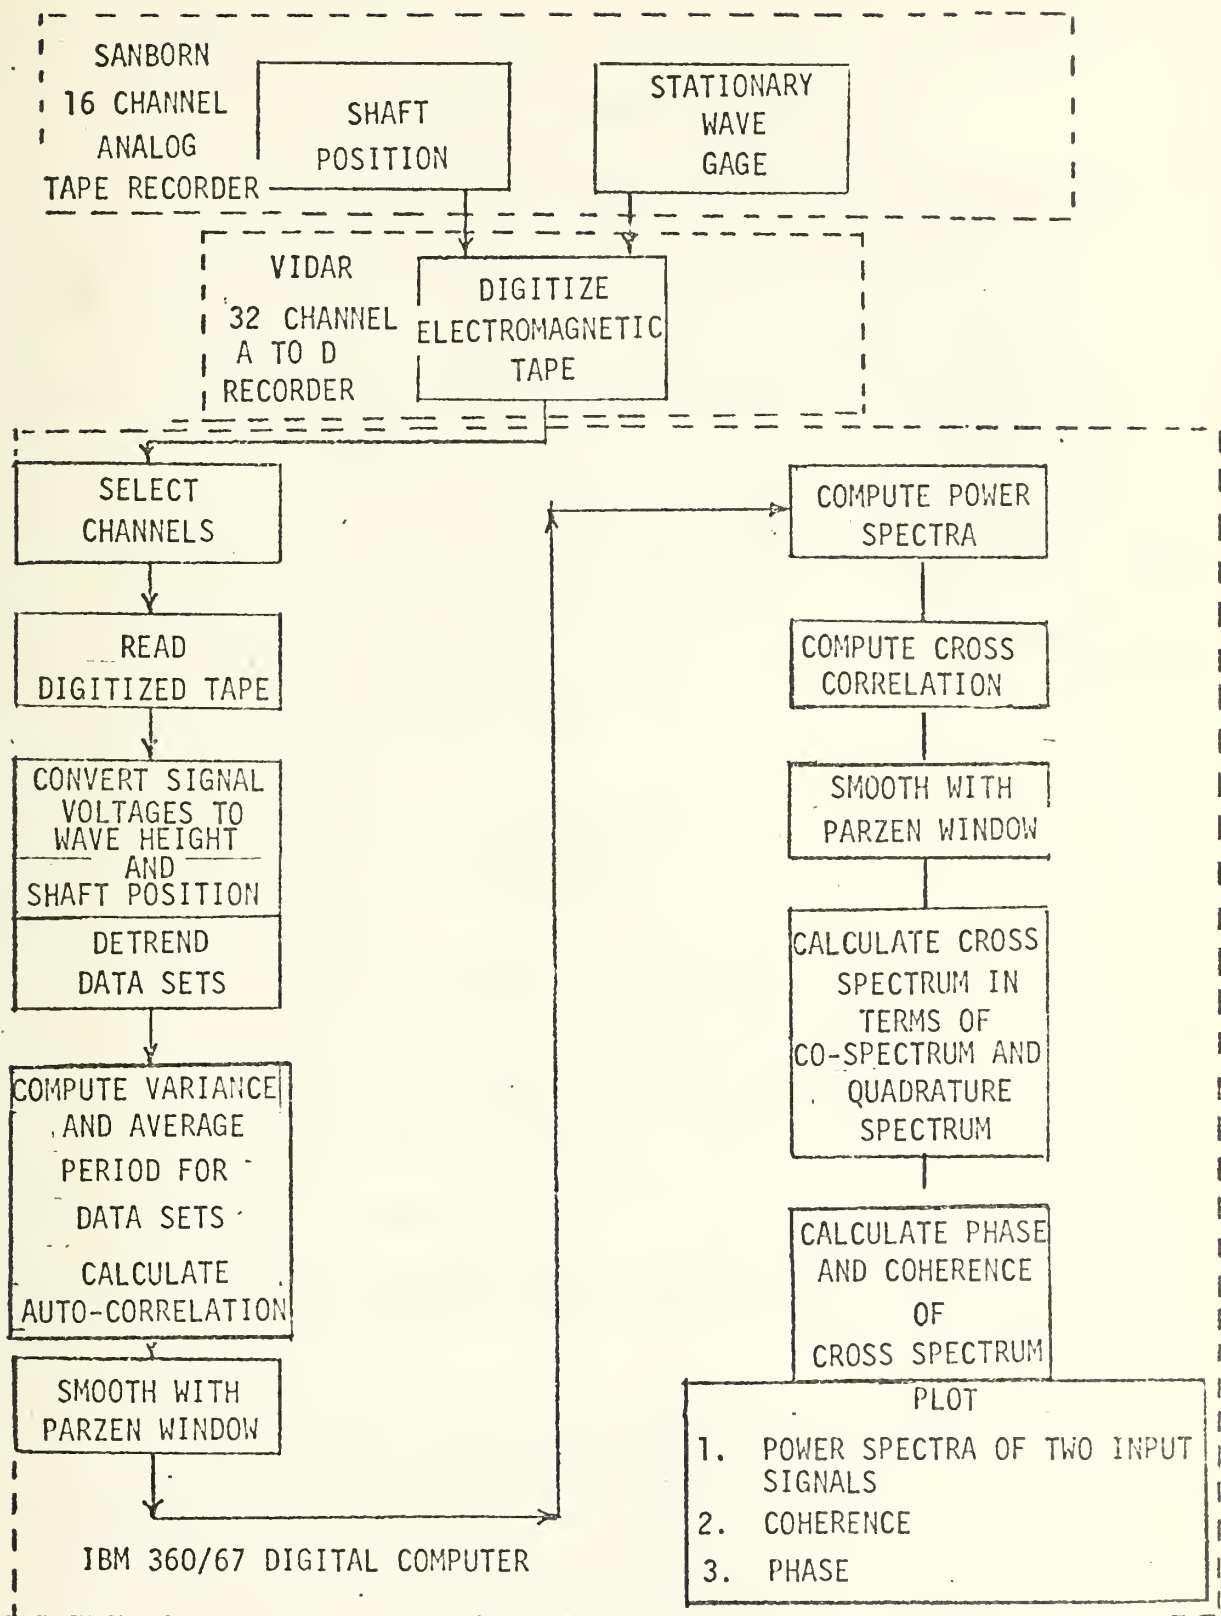 SANBORN
16 CHANNEL
ANALOG
TAPE RECORDER
SHAFT
POSITION
STATIONARY
WAVE
GAGE
VIDAR
32 CHANNEL
A TO D
RECORDER
DIGITIZE
ELECTROMAGNETIC
TAPE
SELECT
CHANNELS
READ
DIGITIZED TAPE
CONVERT SIGNAL
VOLTAGES TO
WAVE HEIGHT
AND
SHAFT POSITION
DETREND
DATA SETS
COMPUTE VARIANCE
AND AVERAGE
PERIOD FOR
DATA SETS
CALCULATE
AUTO-CORRELATION
SMOOTH WITH
PARZEN WINDOW
IBM 360/67 DIGITAL COMPUTER
COMPUTE POWER
SPECTRA
COMPUTE CROSS
CORRELATION
SMOOTH WITH
PARZEN WINDOW
CALCULATE CROSS
SPECTRUM IN
TERMS OF
CO-SPECTRUM AND
QUADRATURE
SPECTRUM
CALCULATE PHASE
AND COHERENCE
OF
CROSS SPECTRUM
PLOT
1. POWER SPECTRA OF TWO INPUT
SIGNALS
2. COHERENCE
3. PHASE